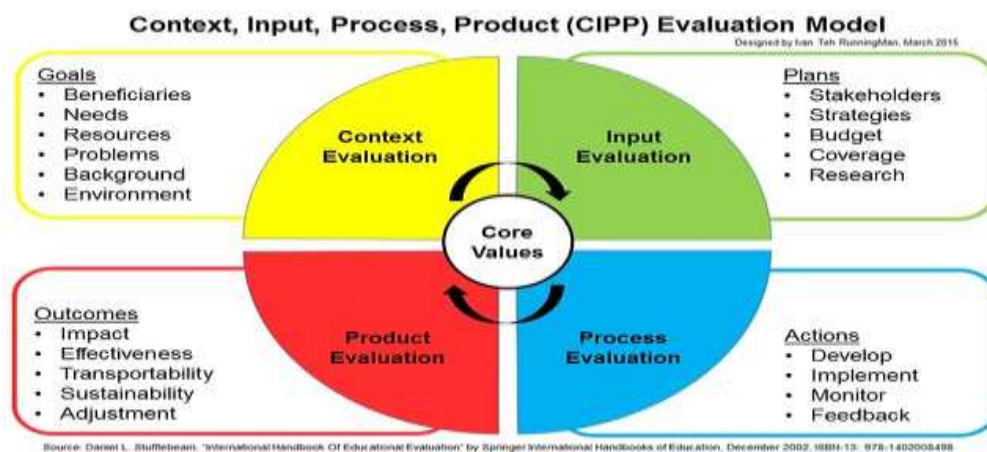 Context, Input, Process, Product (CIPP) Evaluation Model
Designed by Ivan Teh RunningMan, March 2015
Goals
• Beneficiaries
• Needs
• Resources
• Problems
• Background
• Environment
Context
Evaluation
Input
Evaluation
Plans
• Stakeholders
• Strategies
• Budget
• Coverage
• Research
Core
Values
Outcomes
• Impact
• Effectiveness
• Transportability
• Sustainability
• Adjustment
Product
Evaluation
Process
Evaluation
Actions
• Develop
• Implement
• Monitor
• Feedback
Source: Daniel L. Stufflebeam, "International Handbook Of Educational Evaluation" by Springer International Handbooks of Education, December 2002, ISBN-13: 978-1402008498